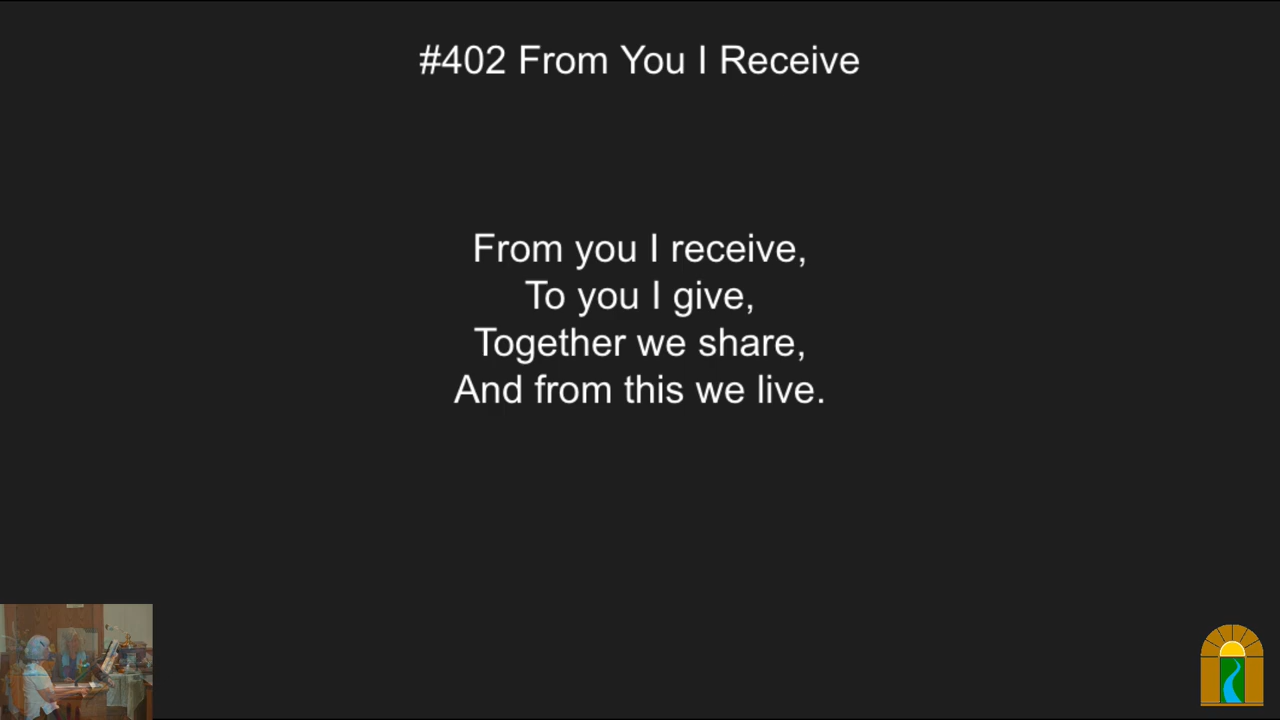 #402 From You I Receive
From you I receive,
To you I give,
Together we share,
And from this we live.